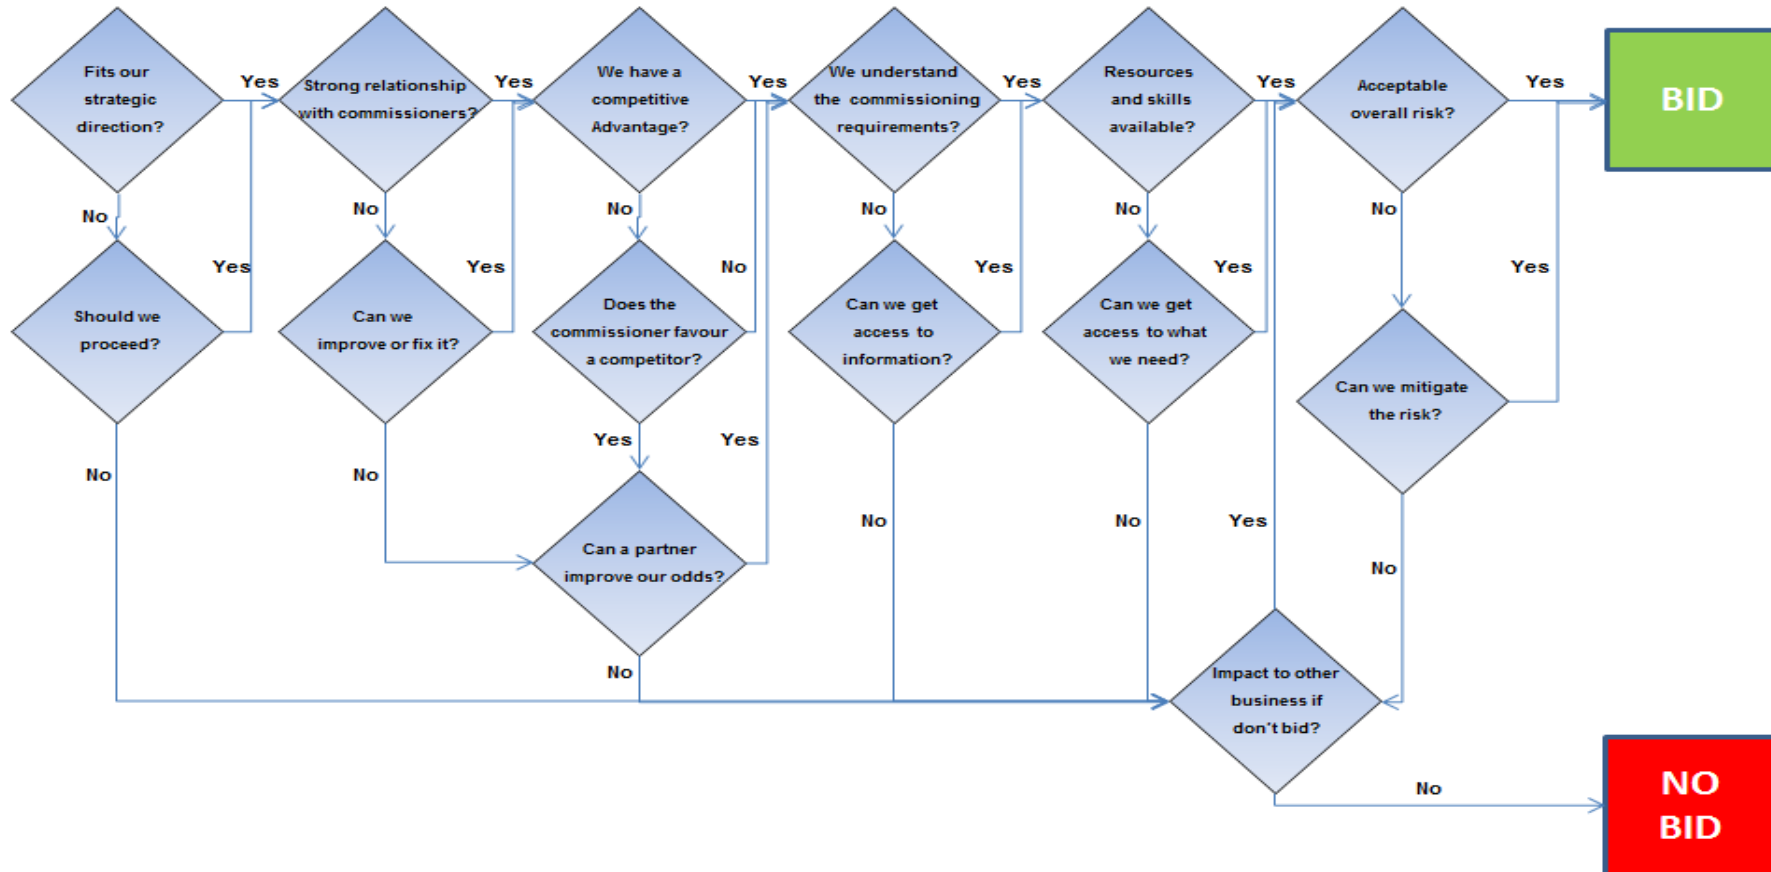 Fits our
strategic
direction?
Yes
Strong relationship
with commissioners?
Yes
We have a
competitive
Advantage?
Yes
We understand
the commissioning
requirements?
Yes
Resources
and skills
available?
Yes
Acceptable
overall risk?
Yes
BID
No
No
No
No
No
No
Should we
proceed?
Yes
Can we
improve or fix it?
Yes
Does the
commissioner favour
a competitor?
No
Can we get
access to
information?
Yes
Can we get
access to what
we need?
Yes
Can we mitigate
the risk?
Yes
No
No
Yes
Yes
No
No
Yes
No
Can a partner
improve our odds?
No
Impact to other
business if
don't bid?
No
NO
BID